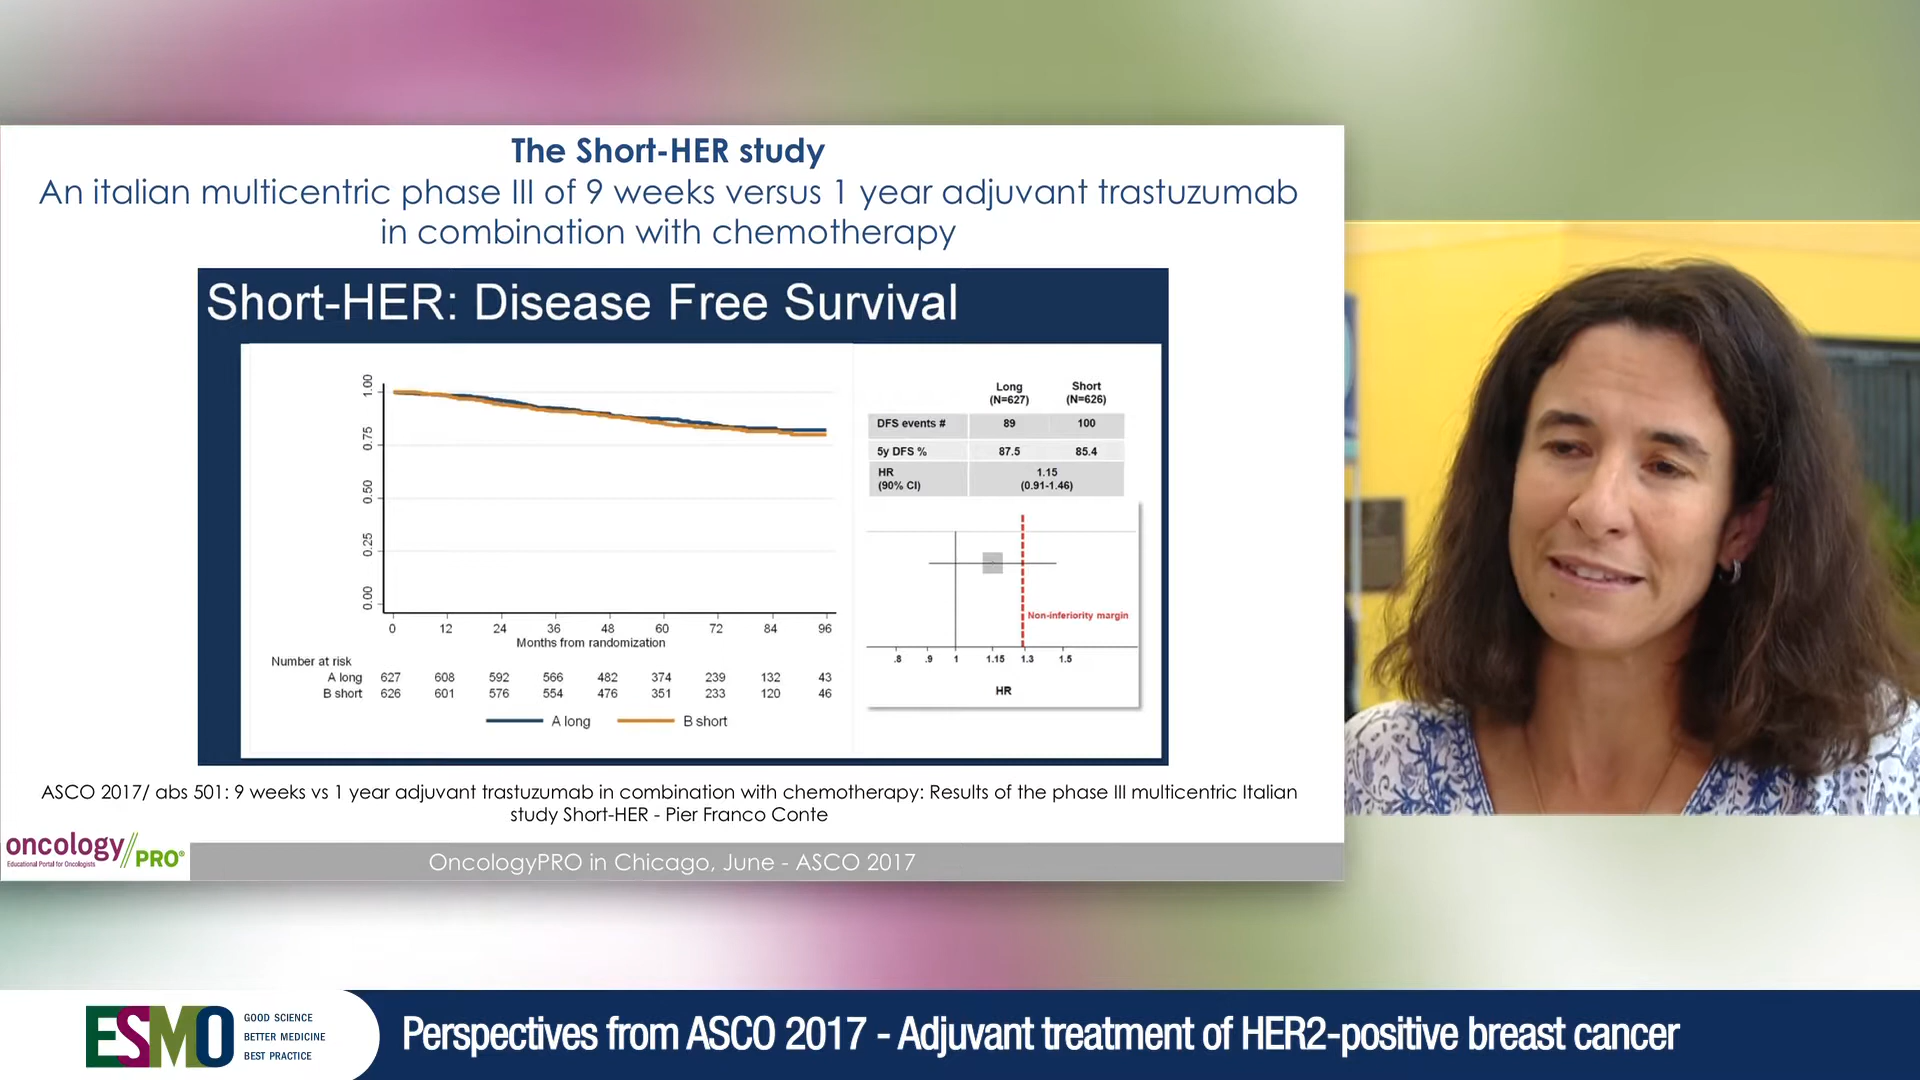 The Short-HER study
An italian multicentric phase III of 9 weeks versus 1 year adjuvant trastuzumab
in combination with chemotherapy
Short-HER: Disease Free Survival
1.00
0.75
0.50
0.25
0.00
0 12 24 36 48 60 72 84 96
Months from randomization
Number at risk
A long 627 608 592 566 482 374 239 132 43
B short 626 601 576 554 476 351 233 120 46
A long B short
Long Short
(N=627) (N=626)
DFS events # 89 100
5y DFS % 87.5 85.4
HR 1.15
(90% CI) (0.91-1.46)
Non-inferiority margin
.8 .9 1 1.15 1.3 1.5
HR
ASCO 2017/ abs 501: 9 weeks vs 1 year adjuvant trastuzumab in combination with chemotherapy: Results of the phase III multicentric Italian
study Short-HER - Pier Franco Conte
oncology//PRO®
Educational Portal for Oncologists
OncologyPRO in Chicago, June - ASCO 2017
ESMO
GOOD SCIENCE
BETTER MEDICINE
BEST PRACTICE
Perspectives from ASCO 2017 - Adjuvant treatment of HER2-positive breast cancer